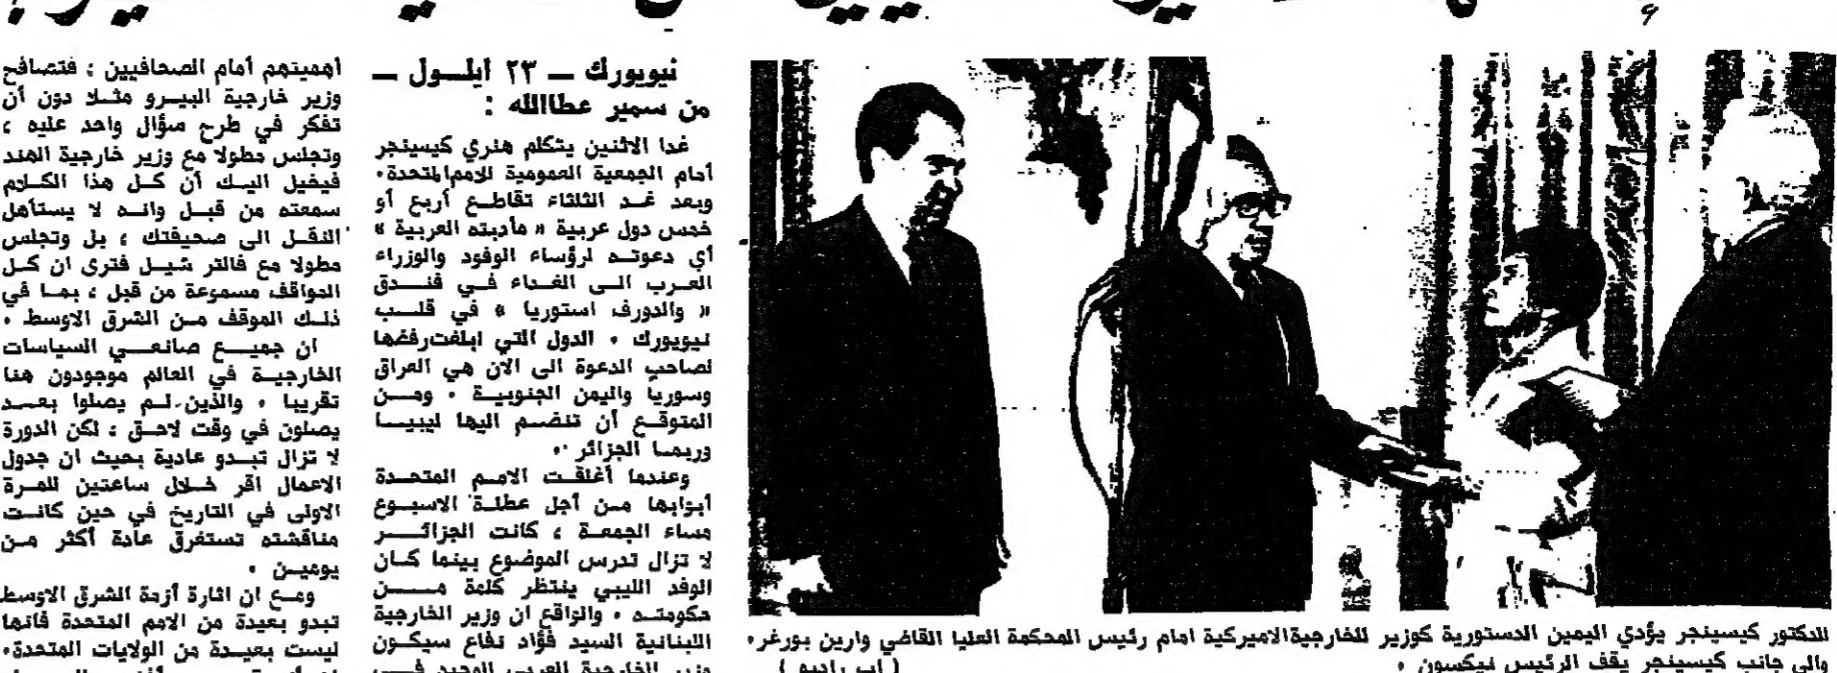 نيويورك — ٢٣ ايلـــول —
من سمير عطاالله :
غدا الاثنين يتكلم هنري كيسينجر
أمام الجمعية العمومية للامم المتحدة .
وبعد غد الثلثاء تقاطع أربع أو
خمس دول عربية « مأدبته العربية »
أي دعوته لرؤساء الوفود والوزراء
العرب الى الغداء في فندق
« والدورف استوريا » في قلب
نيويورك . الدول التي ابلغت رفضها
لصاحب الدعوة الى الان هي العراق
وسوريا واليمن الجنوبية . ومن
المتوقع أن تنضم اليها ليبيا
وربما الجزائر .
وعندما أغلقت الامم المتحدة
أبوابها من أجل عطلة الاسبوع
مساء الجمعة ، كانت الجزائر
لا تزال تدرس الموضوع بينما كان
الوفد الليبي ينتظر كلمة من
حكومته . والواقع ان وزير الخارجية
اللبنانية السيد فؤاد نفاع سيكون
وزير الخارجية العربي الوحيد في
أهميتهم أمام الصحافيين ؛ فتتسافح
وزير خارجية البيرو مثلا دون أن
تفكر في طرح سؤال واحد عليه ،
وتجلس مطولا مع وزير خارجية الهند
فيخيل اليك أن كل هذا الكلام
سمعته من قبل وانه لا يستأهل
النقل الى صحيفتك ، بل وتجلس
مطولا مع فالتر شيل فترى ان كل
المواقف مسموعة من قبل ، بما في
ذلك الموقف من الشرق الاوسط .
ان جميع صانعي السياسات
الخارجية في العالم موجودون هنا
تقريبا . والذين لم يصلوا بعد
يصلون في وقت لاحق ؛ لكن الدورة
لا تزال تبدو عادية بحيث ان جدول
الاعمال اقر خلال ساعتين للمرة
الاولى في التاريخ في حين كانت
مناقشته تستغرق عادة أكثر من
يومين .
ومع ان اثارة أزمة الشرق الاوسط
تبدو بعيدة من الامم المتحدة فانها
ليست بعيدة من الولايات المتحدة .
الدكتور كيسينجر يؤدي اليمين الدستورية كوزير للخارجية الاميركية امام رئيس المحكمة العليا القاضي وارين بورغر .
والى جانب كيسينجر يقف الرئيس نيكسون .
( اب راديو )